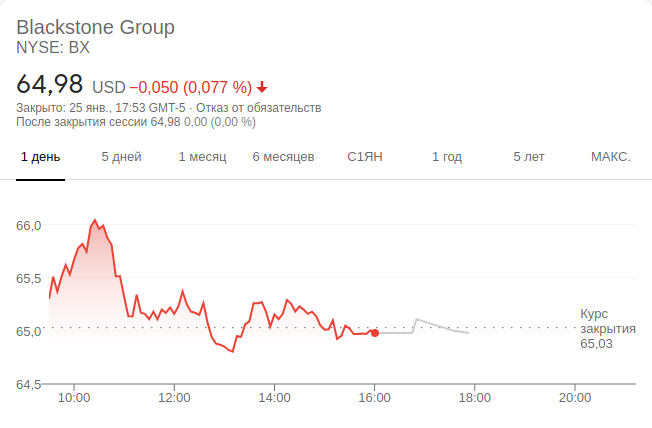 Blackstone Group
NYSE: BX
64,98 USD −0,050 (0,077 %)
Закрыто: 25 янв., 17:53 GMT-5 · Отказ от обязательств
После закрытия сессии 64,98 0,00 (0,00 %)
1 день 5 дней 1 месяц 6 месяцев С1ЯН 1 год 5 лет МАКС.
66,0
65,5
65,0
64,5
Курс
закрытия
65,03
10:00 12:00 14:00 16:00 18:00 20:00